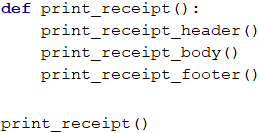 def print_receipt():
    print_receipt_header()
    print_receipt_body()
    print_receipt_footer()

print_receipt()